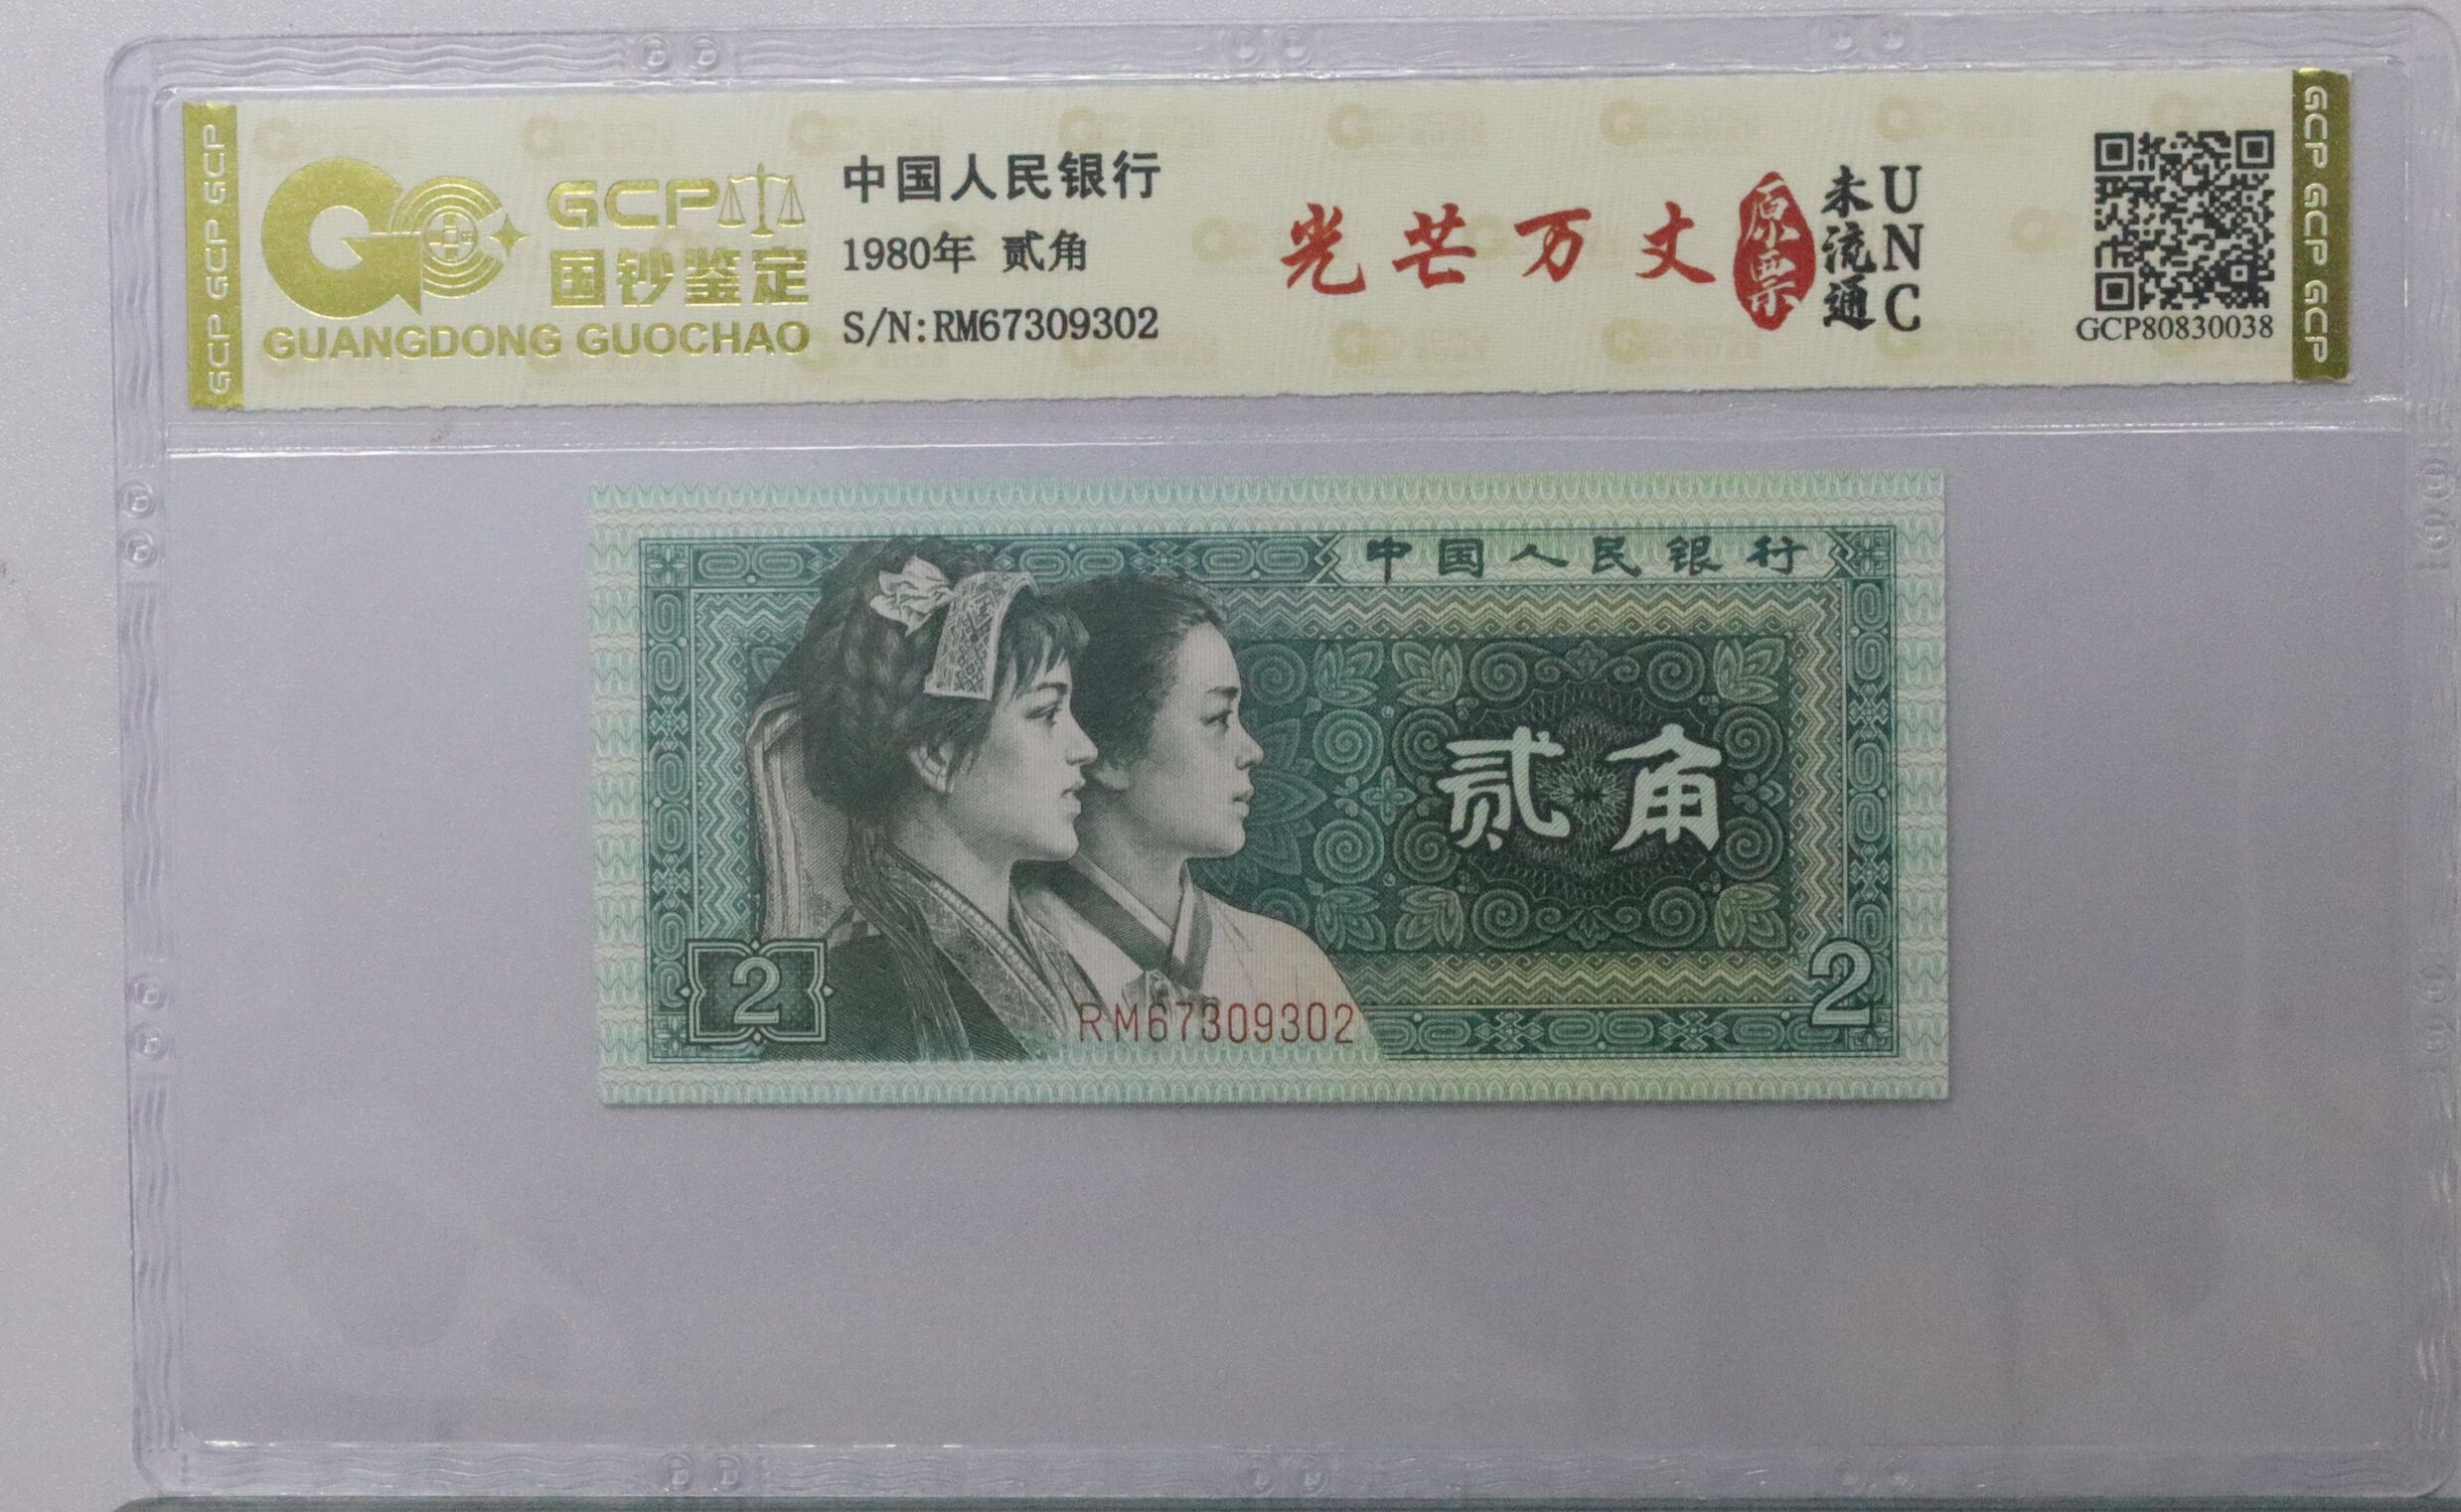 GCP GCP GCP
GCP
国钞鉴定
GUANGDONG GUOCHAO
中国人民银行
1980年 贰角
S/N:RM67309302
光芒万丈
原票
未流通
UNC
GCP80830038
GCP GCP GCP
中国人民银行
贰角
2
2
RM67309302